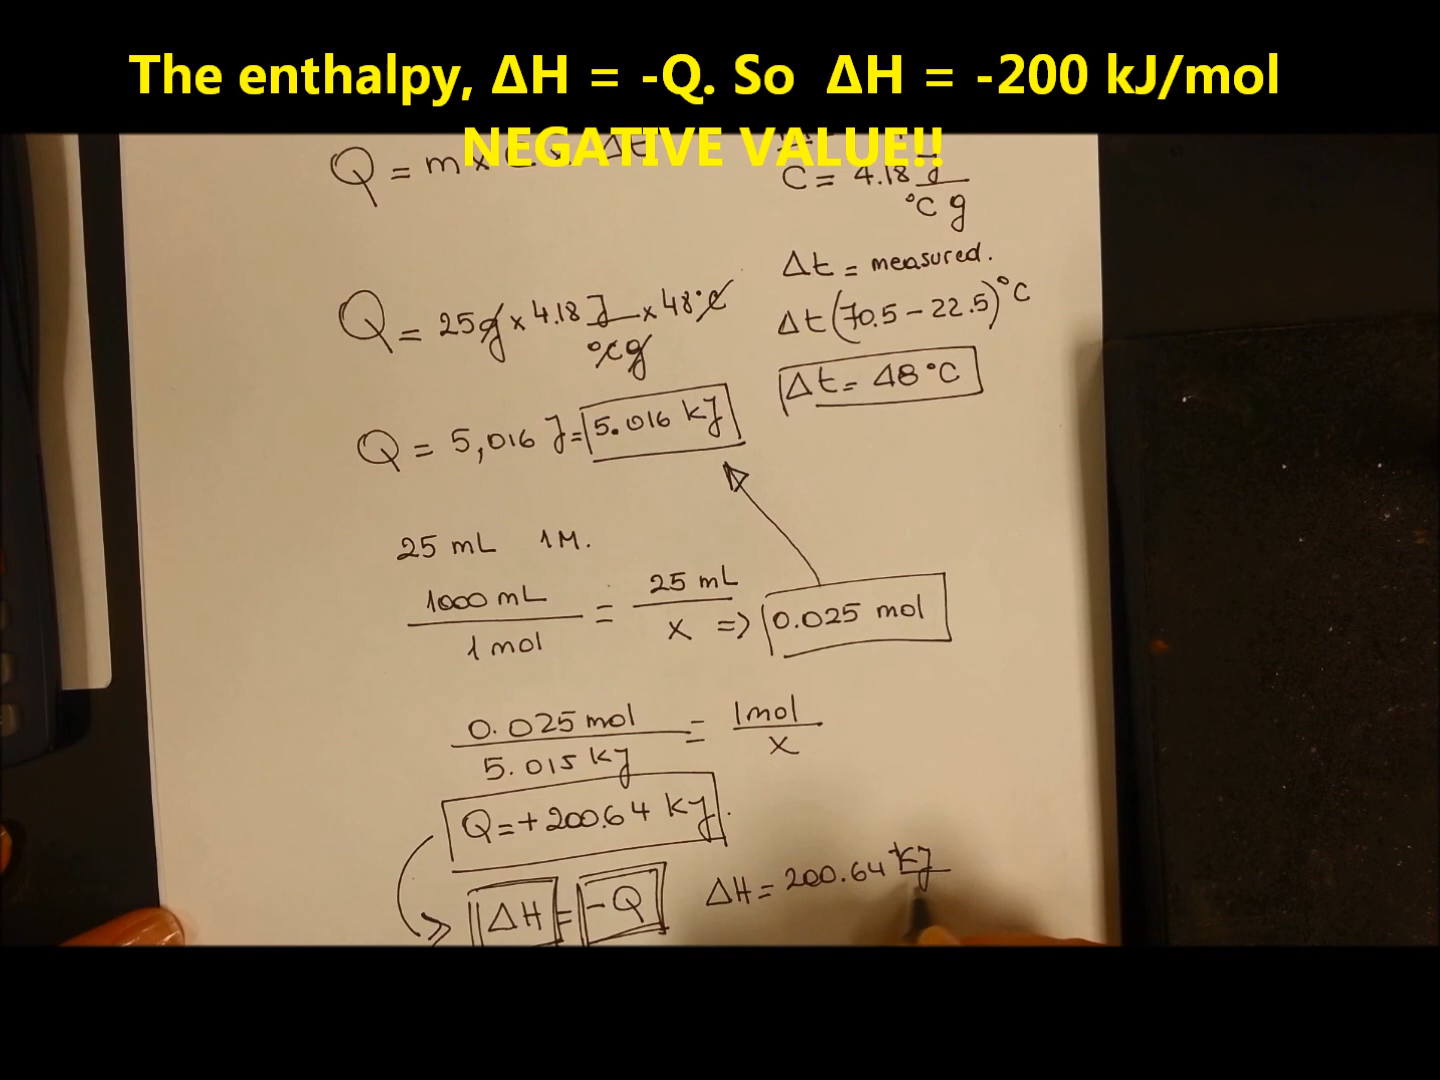 The enthalpy, ΔH = -Q. So ΔH = -200 kJ/mol
NEGATIVE VALUE!!
Q = m x C x Δt
C = 4.18 J
°C g
Δt = measured.
Δt (70.5 - 22.5)°C
Δt = 48 °C
Q = 25g x 4.18 J x 48°C
°C g
Q = 5,016 J = 5.016 kJ
25 mL 1M.
1000 mL = 25 mL
1 mol x => 0.025 mol
0.025 mol = 1 mol
5.015 kJ x
Q = + 200.64 kJ.
ΔH = -Q ΔH = 200.64 kJ